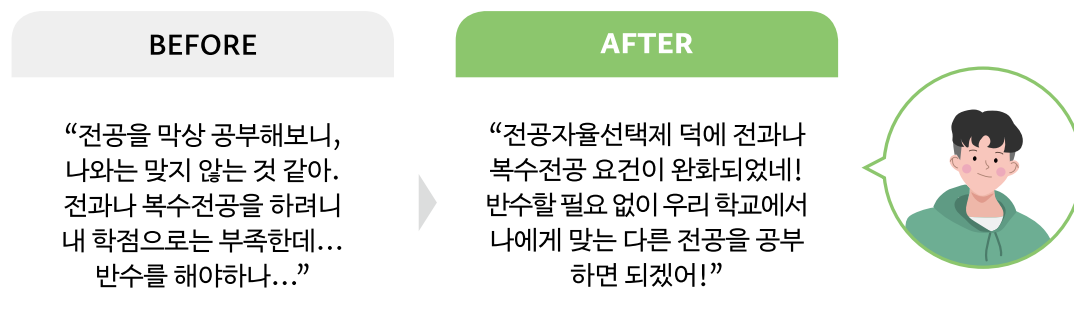 BEFORE
“전공을 막상 공부해보니,
나와는 맞지 않는 것 같아.
전과나 복수전공을 하려니
내 학점으로는 부족한데…
반수를 해야하나…”
AFTER
“전공자율선택제 덕에 전과나
복수전공 요건이 완화되었네!
반수할 필요 없이 우리 학교에서
나에게 맞는 다른 전공을 공부
하면 되겠어!”